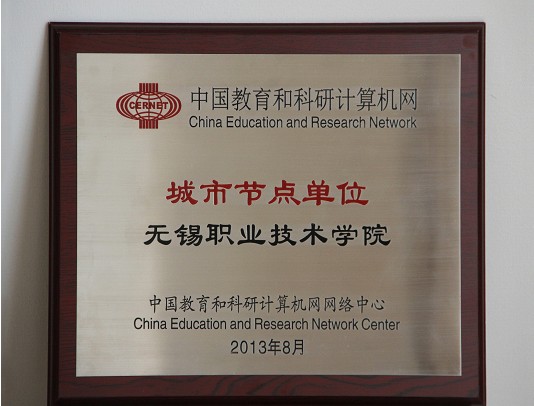 CERNET
中国教育和科研计算机网
China Education and Research Network
城市节点单位
无锡职业技术学院
中国教育和科研计算机网网络中心
China Education and Research Network Center
2013年8月